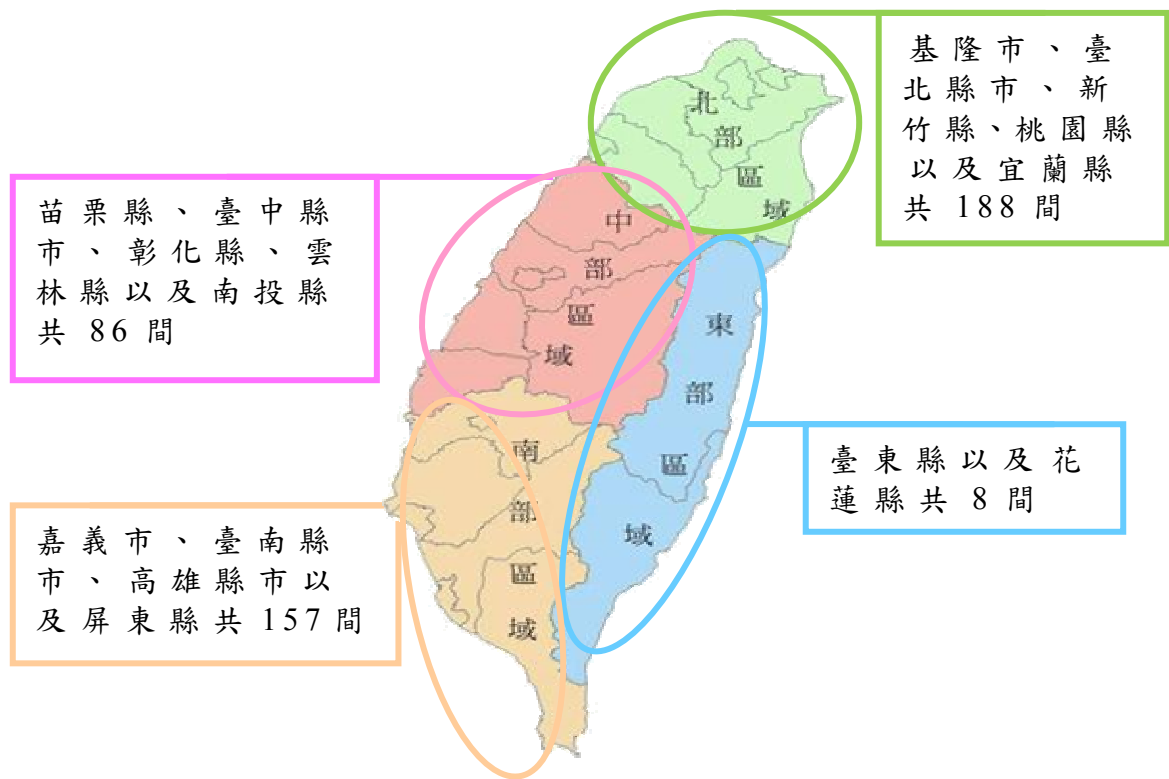 基隆市、臺
北縣市、新
竹縣、桃園縣
以及宜蘭縣
共 188 間
北部區域
苗栗縣、臺中縣
市、彰化縣、雲
林縣以及南投縣
共 86 間
中部區域
東部區域
臺東縣以及花
蓮縣共 8 間
南部區域
嘉義市、臺南縣
市、高雄縣市以
及屏東縣共 157 間